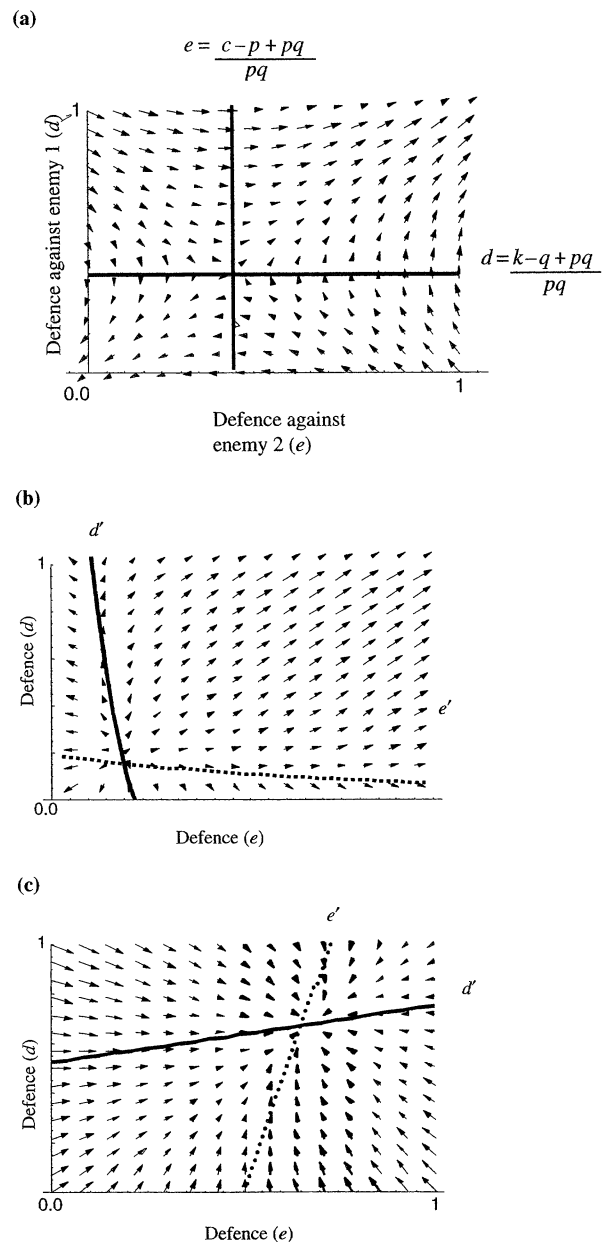 (a)
e = c – p + pq
pq
1
Defence against enemy 1 (d)
d = k – q + pq
pq
0.0
1
Defence against
enemy 2 (e)
(b)
d′
1
Defence (d)
e′
0.0
Defence (e)
(c)
e′
1
d′
Defence (d)
0.0
1
Defence (e)